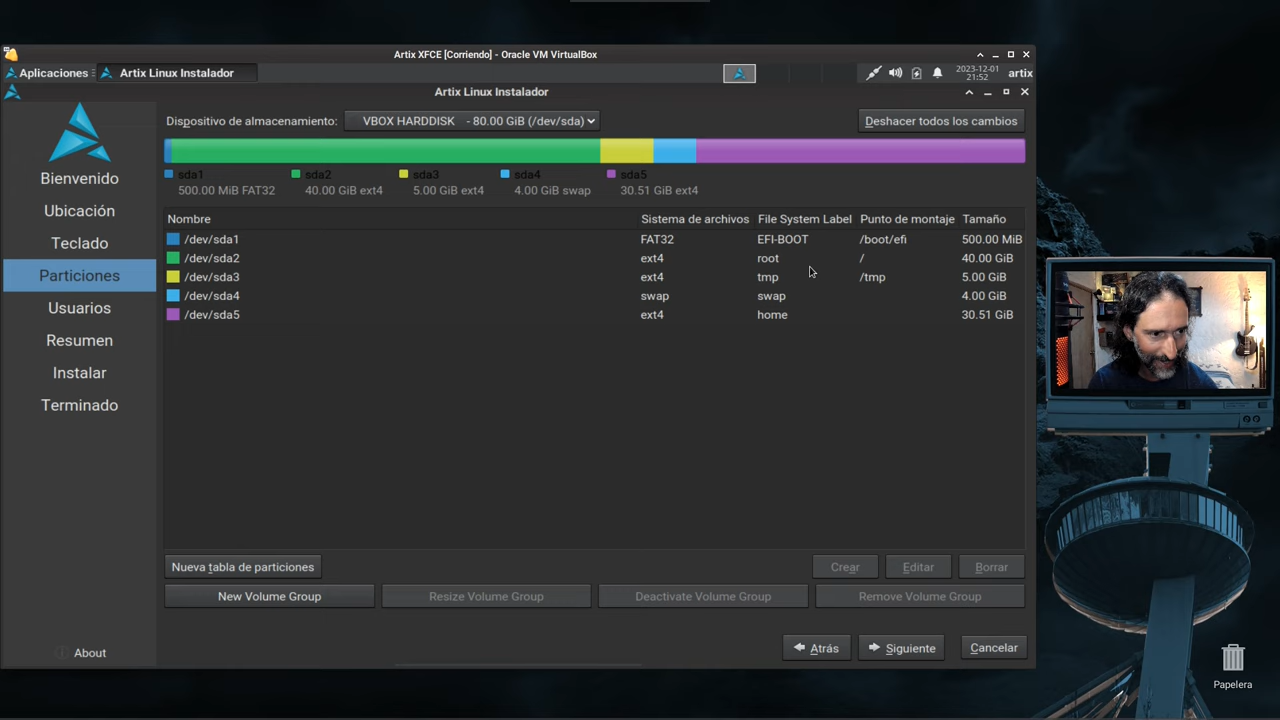 Artix XFCE [Corriendo] - Oracle VM VirtualBox
Aplicaciones
Artix Linux Instalador
2023-12-01
21:52
artix
Artix Linux Instalador
Bienvenido
Ubicación
Teclado
Particiones
Usuarios
Resumen
Instalar
Terminado
About
Dispositivo de almacenamiento:
VBOX HARDDISK - 80.00 GiB (/dev/sda)
Deshacer todos los cambios
sda1 sda2 sda3 sda4 sda5
500.00 MiB FAT32 40.00 GiB ext4 5.00 GiB ext4 4.00 GiB swap 30.51 GiB ext4
Nombre Sistema de archivos File System Label Punto de montaje Tamaño
/dev/sda1 FAT32 EFI-BOOT /boot/efi 500.00 MiB
/dev/sda2 ext4 root / 40.00 GiB
/dev/sda3 ext4 tmp /tmp 5.00 GiB
/dev/sda4 swap swap 4.00 GiB
/dev/sda5 ext4 home 30.51 GiB
Nueva tabla de particiones Crear Editar Borrar
New Volume Group Resize Volume Group Deactivate Volume Group Remove Volume Group
Atrás Siguiente Cancelar
Papelera